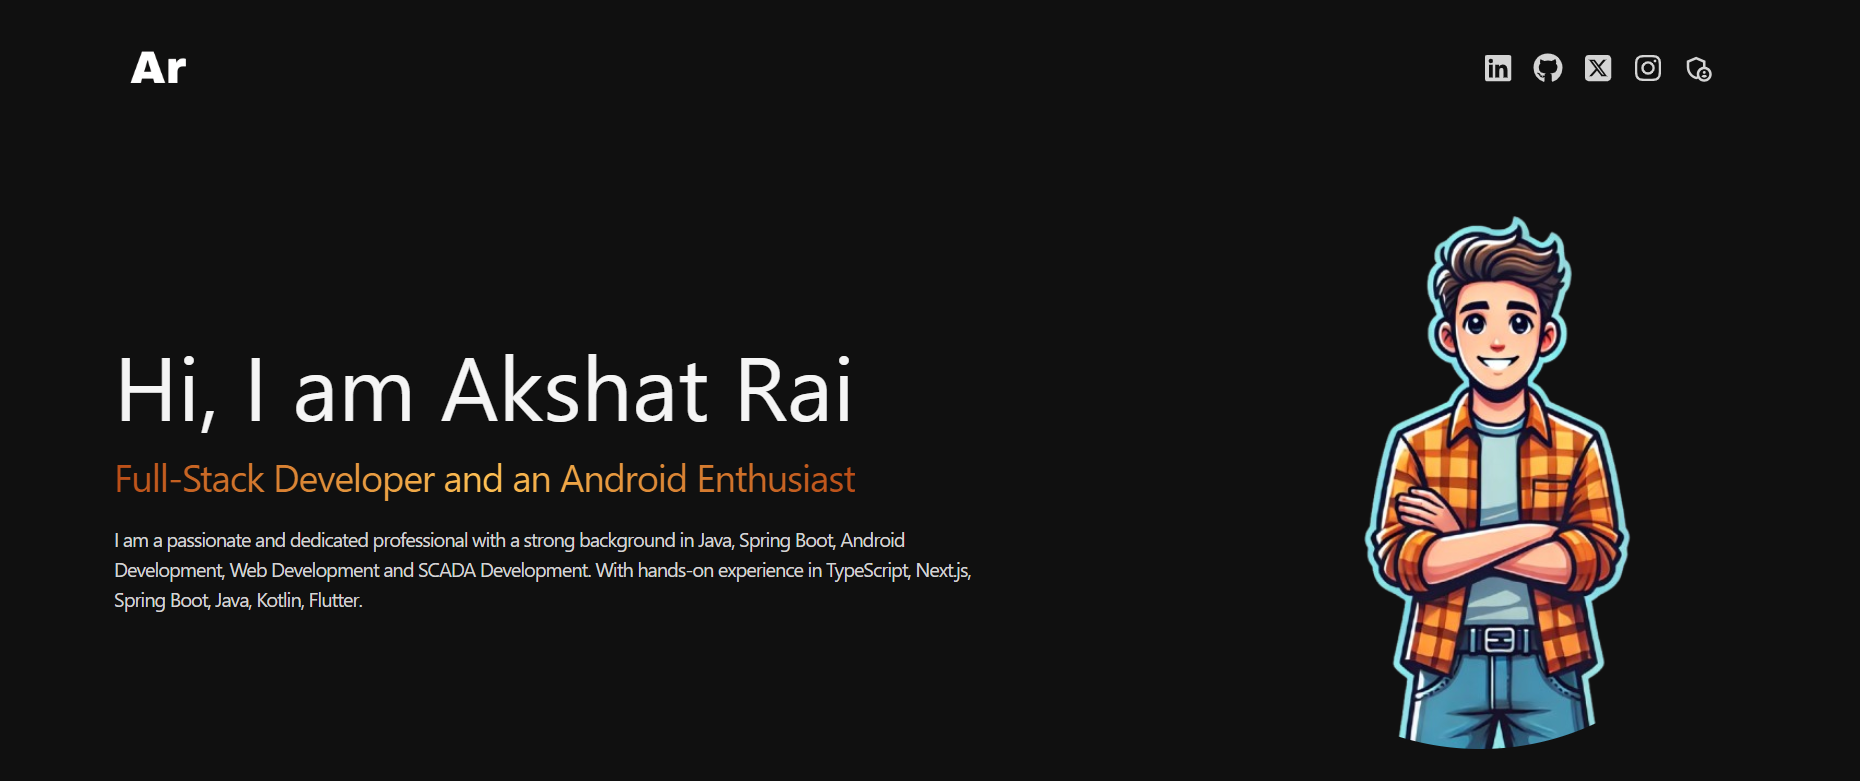 Ar
Hi, I am Akshat Rai
Full-Stack Developer and an Android Enthusiast
I am a passionate and dedicated professional with a strong background in Java, Spring Boot, Android
Development, Web Development and SCADA Development. With hands-on experience in TypeScript, Next.js,
Spring Boot, Java, Kotlin, Flutter.